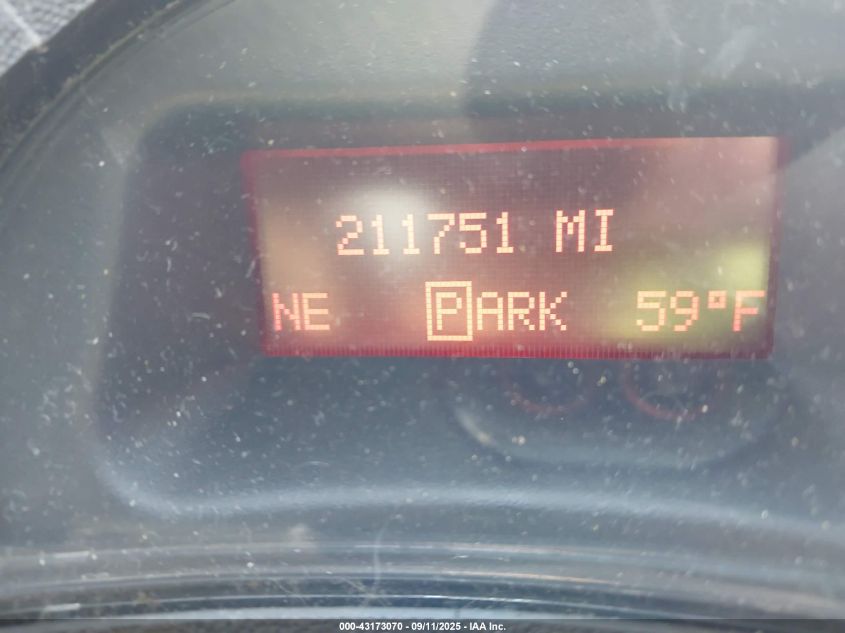 211751 MI
NE PARK 59°F
000-43173070 - 09/11/2025 - IAA Inc.